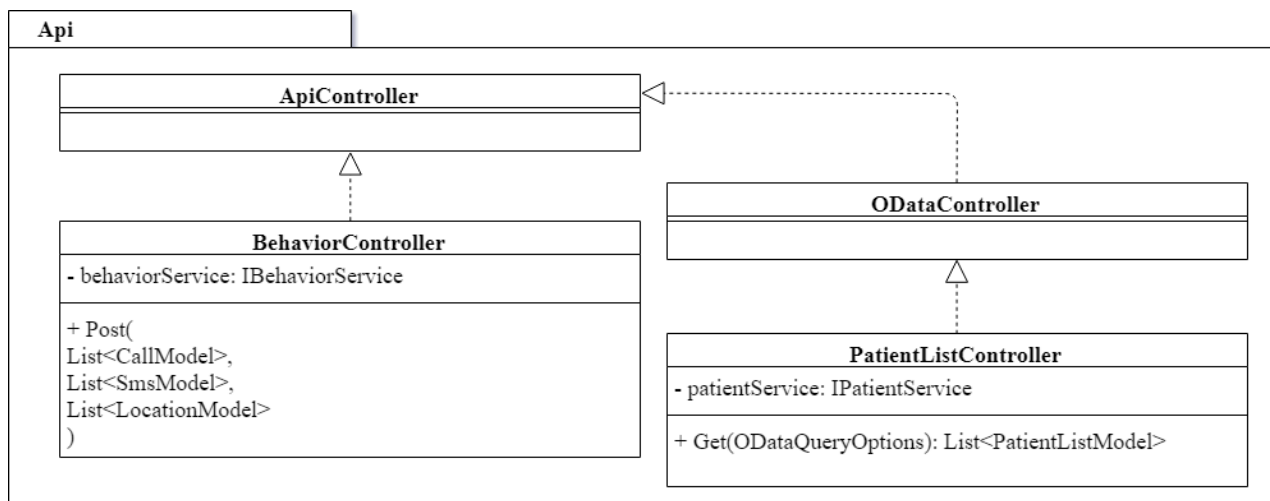 Api
ApiController
BehaviorController
- behaviorService: IBehaviorService
+ Post(
List<CallModel>,
List<SmsModel>,
List<LocationModel>
)
ODataController
PatientListController
- patientService: IPatientService
+ Get(ODataQueryOptions): List<PatientListModel>